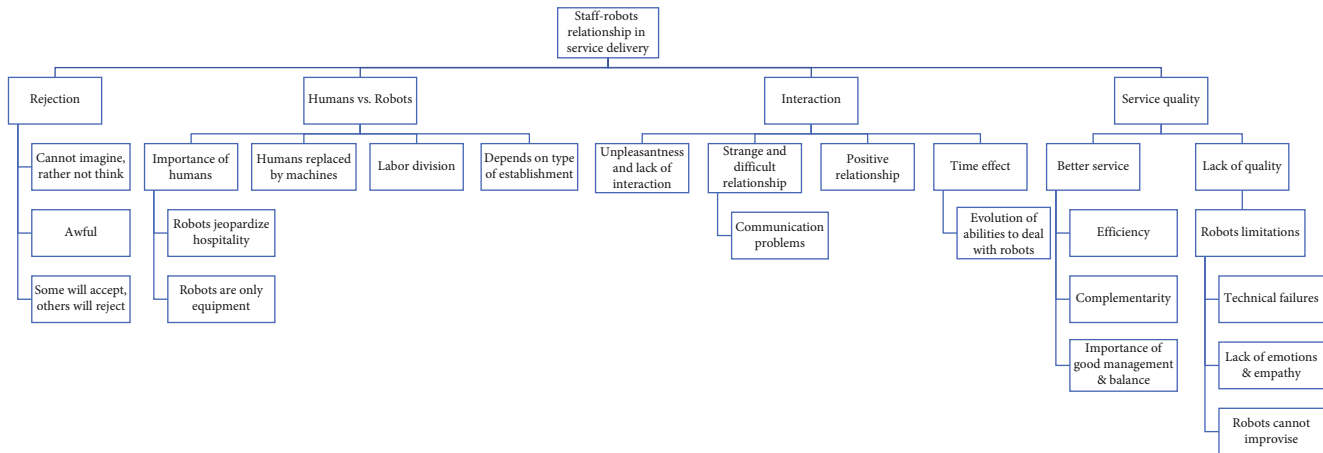 Staff-robots
relationship in
service delivery
Rejection
Humans vs. Robots
Interaction
Service quality
Cannot imagine,
rather not think
Importance of
humans
Humans replaced
by machines
Labor division
Depends on type
of establishment
Unpleasantness
and lack of
interaction
Strange and
difficult
relationship
Positive
relationship
Time effect
Better service
Lack of quality
Awful
Robots jeopardize
hospitality
Communication
problems
Evolution of
abilities to deal
with robots
Efficiency
Robots limitations
Some will accept,
others will reject
Robots are only
equipment
Complementarity
Technical failures
Importance of
good management
& balance
Lack of emotions
& empathy
Robots cannot
improvise